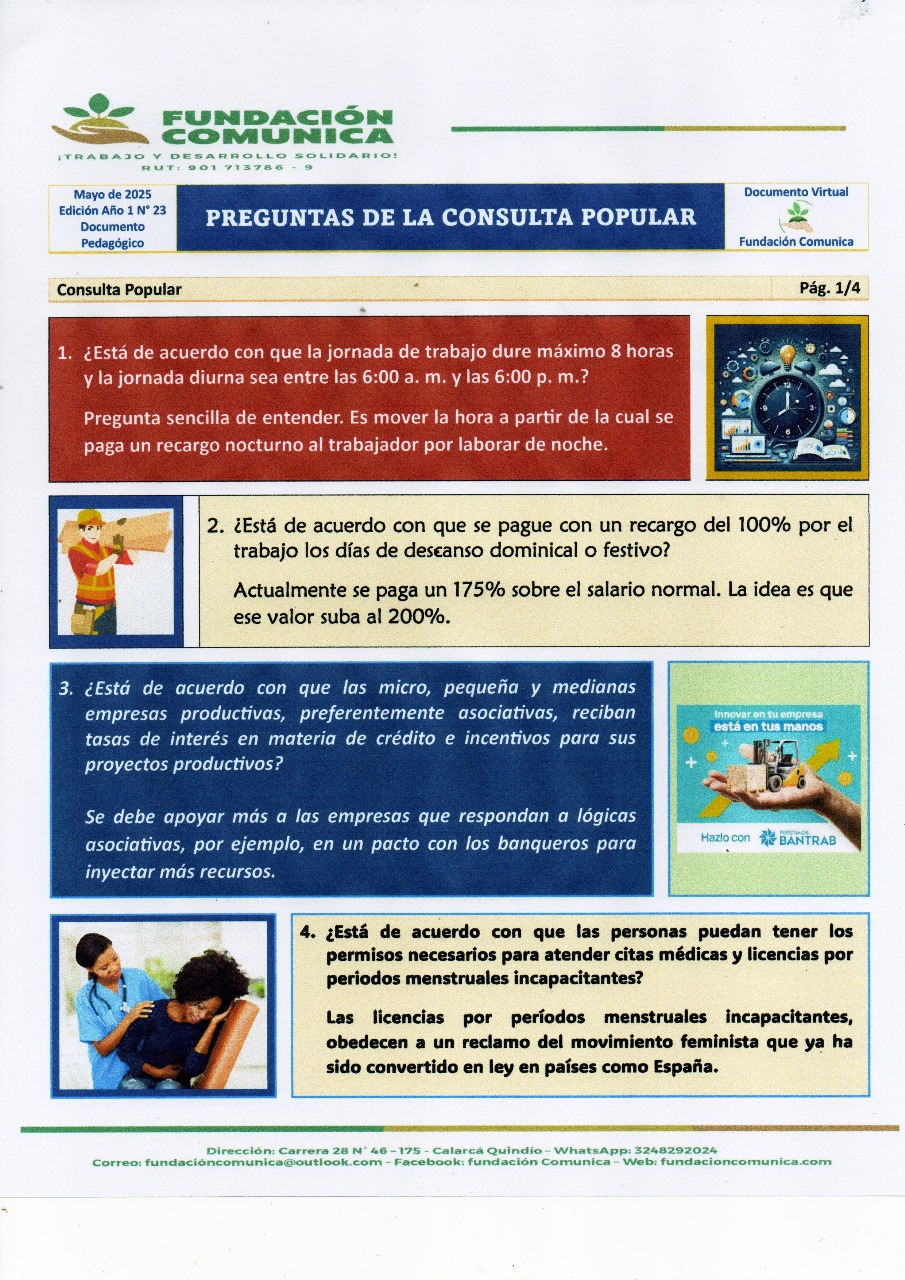 FUNDACIÓN
COMUNICA
¡TRABAJO Y DESARROLLO SOLIDARIO!
RUT: 901 713786 - 9
Mayo de 2025
Edición Año 1 N° 23
Documento
Pedagógico
PREGUNTAS DE LA CONSULTA POPULAR
Documento Virtual
Fundación Comunica
Consulta Popular
Pág. 1/4
1. ¿Está de acuerdo con que la jornada de trabajo dure máximo 8 horas
y la jornada diurna sea entre las 6:00 a. m. y las 6:00 p. m.?
Pregunta sencilla de entender. Es mover la hora a partir de la cual se
paga un recargo nocturno al trabajador por laborar de noche.
2. ¿Está de acuerdo con que se pague con un recargo del 100% por el
trabajo los días de descanso dominical o festivo?
Actualmente se paga un 175% sobre el salario normal. La idea es que
ese valor suba al 200%.
3. ¿Está de acuerdo con que las micro, pequeña y medianas
empresas productivas, preferentemente asociativas, reciban
tasas de interés en materia de crédito e incentivos para sus
proyectos productivos?
Se debe apoyar más a las empresas que respondan a lógicas
asociativas, por ejemplo, en un pacto con los banqueros para
inyectar más recursos.
Innovar en tu empresa
está en tus manos
Hazlo con
PRÉSTAMOS
BANTRAB
4. ¿Está de acuerdo con que las personas puedan tener los
permisos necesarios para atender citas médicas y licencias por
periodos menstruales incapacitantes?
Las licencias por períodos menstruales incapacitantes,
obedecen a un reclamo del movimiento feminista que ya ha
sido convertido en ley en países como España.
Dirección: Carrera 28 N° 46 - 175 - Calarcá Quindío - WhatsApp: 3248292024
Correo: fundacióncomunica@outlook.com - Facebook: fundación Comunica - Web: fundacioncomunica.com